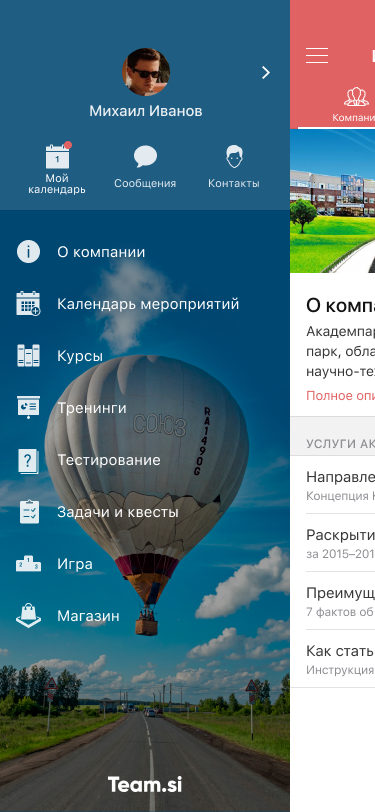 Михаил Иванов
1
Мой
календарь
Сообщения
Контакты
О компании
Календарь мероприятий
Курсы
Тренинги
Тестирование
Задачи и квесты
Игра
Магазин
СОЮЗ
RA1490G
Team.si
Компани
О комп
Академпар
парк, обла
научно-те
Полное опи
УСЛУГИ АК
Направле
Концепция
Раскрыти
за 2015–201
Преимущ
7 фактов об
Как стать
Инструкция